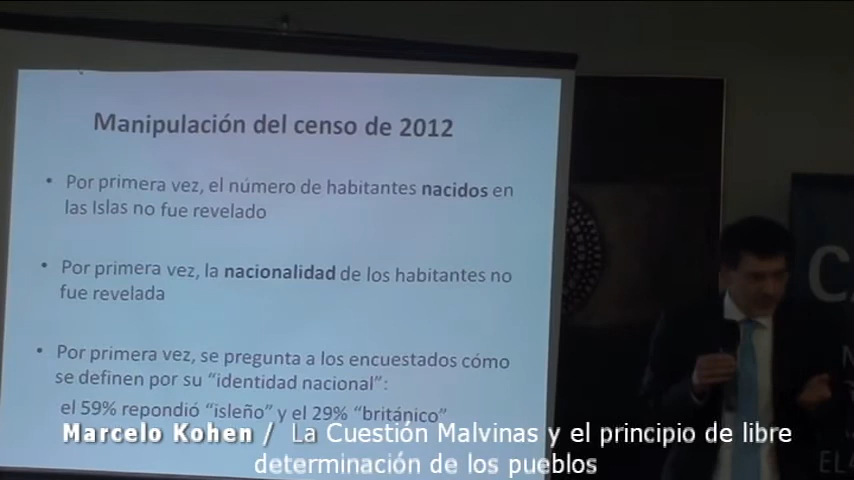 Manipulación del censo de 2012
• Por primera vez, el número de habitantes nacidos en
las Islas no fue revelado
• Por primera vez, la nacionalidad de los habitantes no
fue revelada
• Por primera vez, se pregunta a los encuestados cómo
se definen por su “identidad nacional”:
el 59% repondió “isleño” y el 29% “británico”
Marcelo Kohen / La Cuestión Malvinas y el principio de libre
determinación de los pueblos